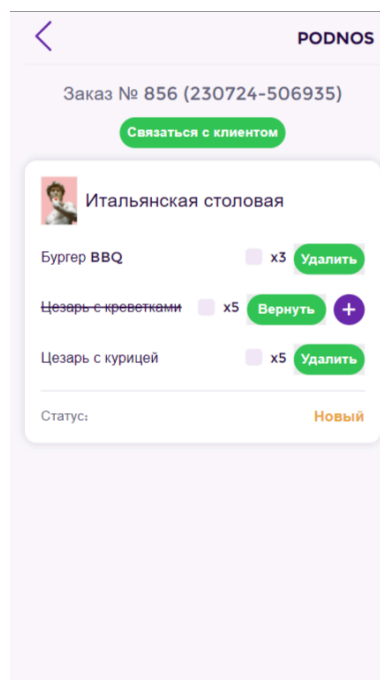 PODNOS
Заказ № 856 (230724-506935)
Связаться с клиентом
Итальянская столовая
Бургер BBQ x3 Удалить
Цезарь с креветками x5 Вернуть +
Цезарь с курицей x5 Удалить
Статус: Новый